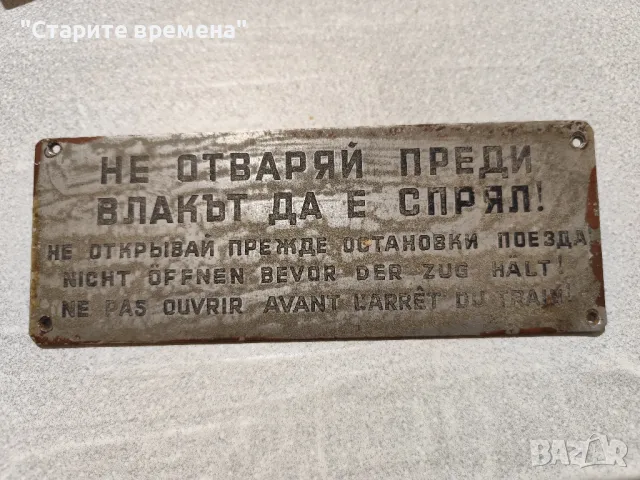 "Старите времена"
НЕ ОТВАРЯЙ ПРЕДИ
ВЛАКЪТ ДА Е СПРЯЛ!
НЕ ОТКРЫВАЙ ПРЕЖДЕ ОСТАНОВКИ ПОЕЗДА
NICHT ÖFFNEN BEVOR DER ZUG HÄLT!
NE PAS OUVRIR AVANT L'ARRÊT DU TRAIN!
BAZAR